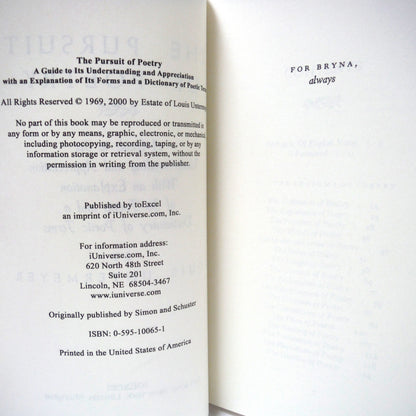 The Pursuit of Poetry
A Guide to Its Understanding and Appreciation
with an Explanation of Its Forms and a Dictionary of Poetic
All Rights Reserved © 1969, 2000 by Estate of Louis
No part of this book may be reproduced or transmitted in
any form or by any means, graphic, electronic, or
including photocopying, recording, taping, or by any
information storage or retrieval system, without the
permission in writing from the publisher.
Published by toExcel
an imprint of iUniverse.com, Inc.
For information address:
iUniverse.com, Inc.
620 North 48th Street
Suite 201
Lincoln, NE 68504-3467
www.iuniverse.com
Originally published by Simon and Schuster
ISBN: 0-595-10065-1
Printed in the United States of America
FOR BRYNA,
always